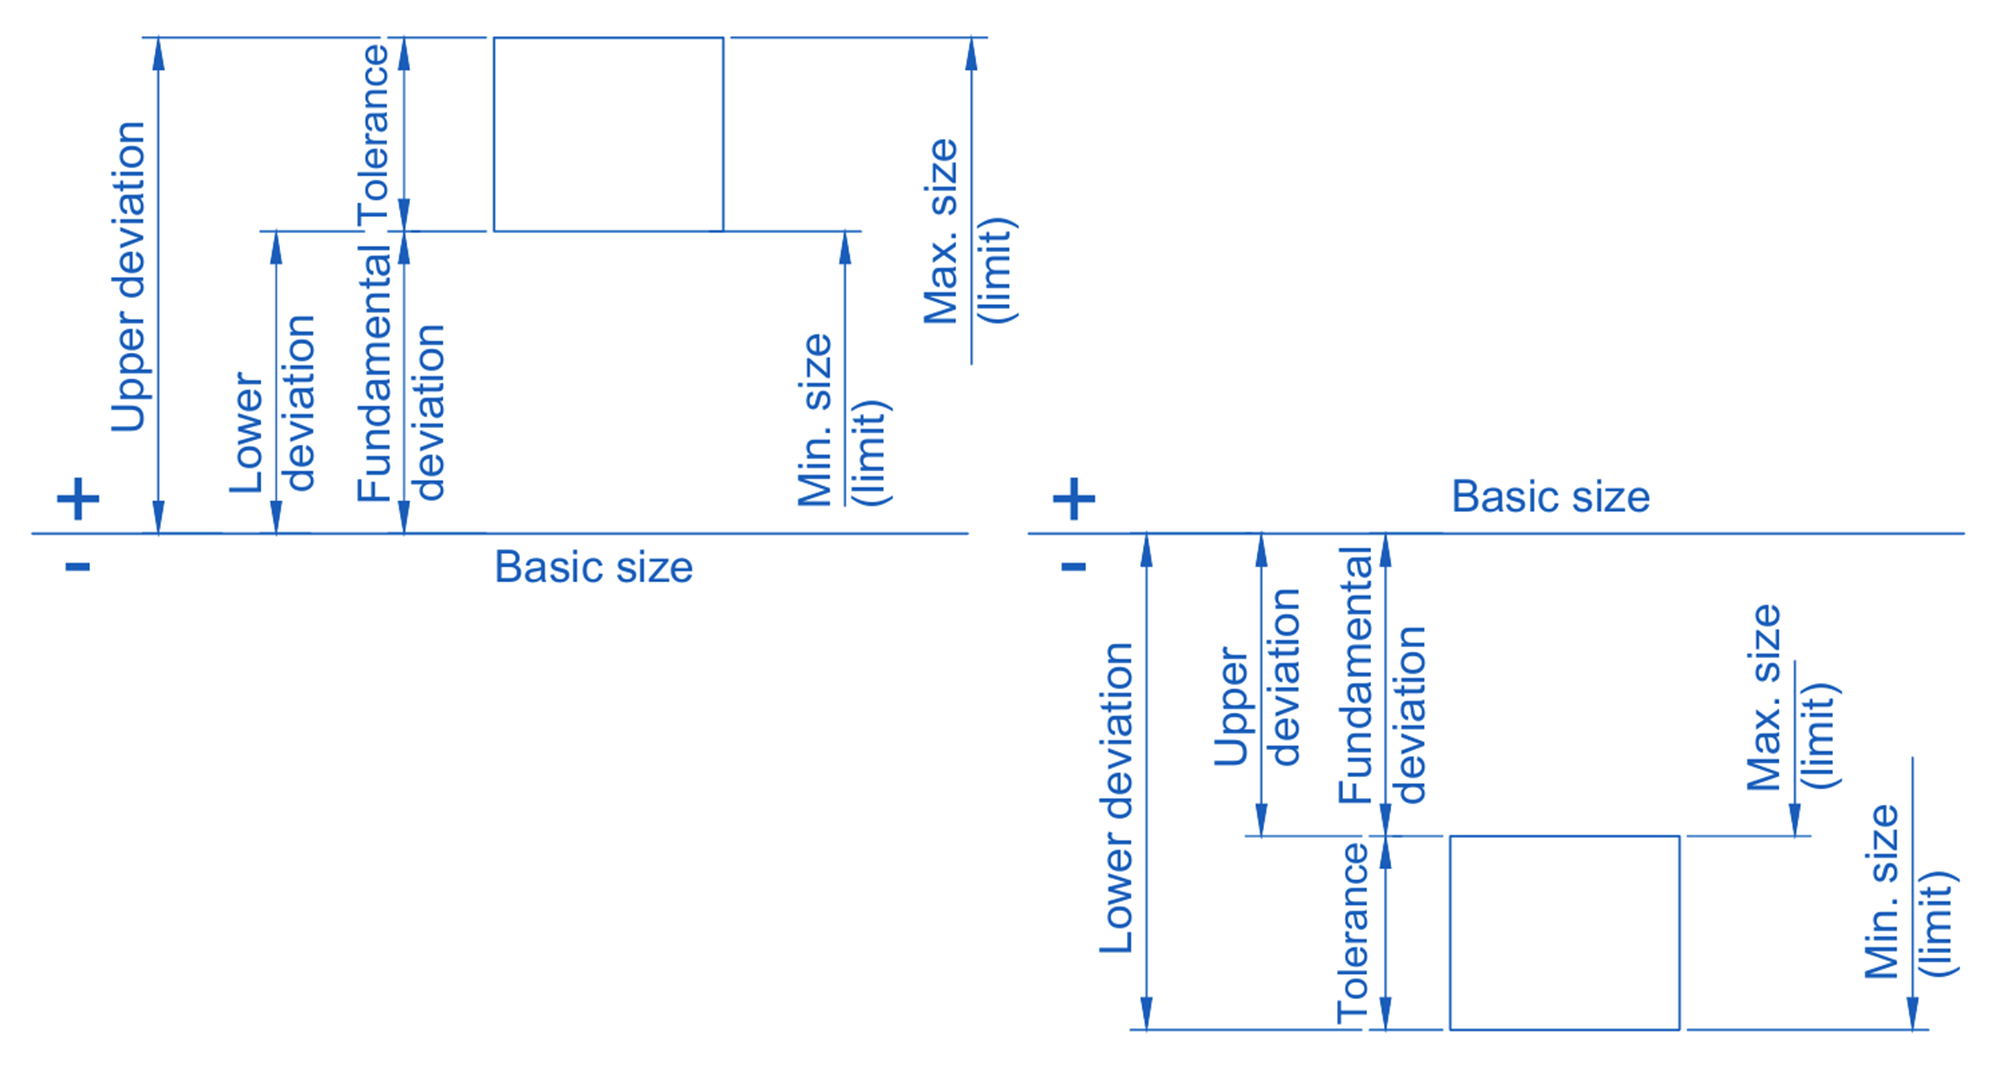 Upper deviation
Lower
deviation
Tolerance
Fundamental
deviation
Min. size
(limit)
Max. size
(limit)
+
-
Basic size
+
-
Basic size
Lower deviation
Upper
deviation
Fundamental
deviation
Tolerance
Max. size
(limit)
Min. size
(limit)